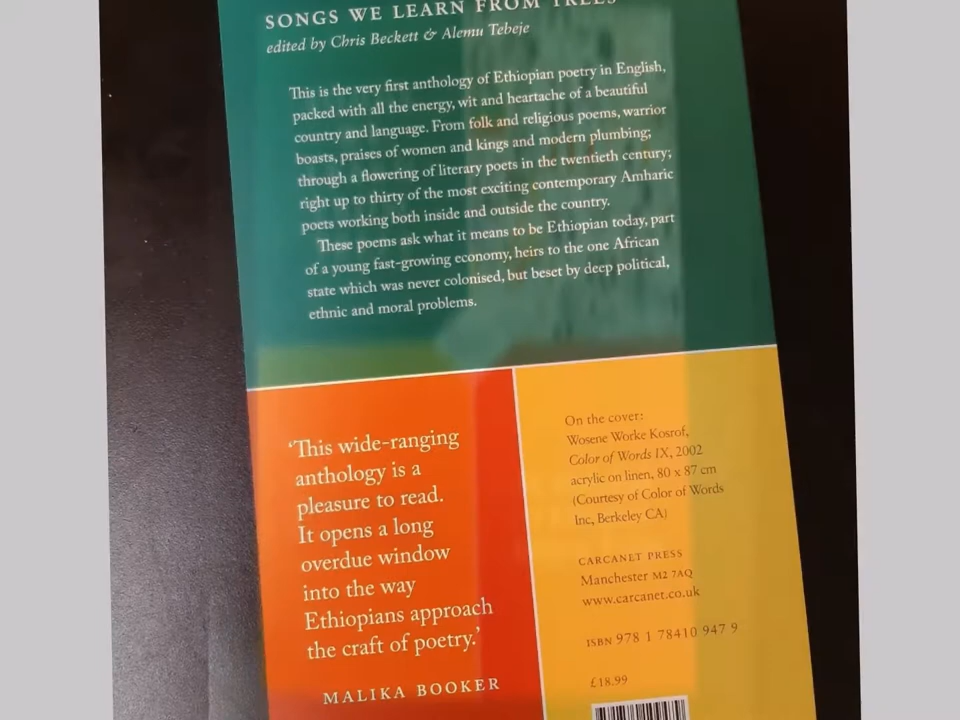 SONGS WE LEARN FROM TREES
edited by Chris Beckett & Alemu Tebeje
This is the very first anthology of Ethiopian poetry in English,
packed with all the energy, wit and heartache of a beautiful
country and language. From folk and religious poems, warrior
boasts, praises of women and kings and modern plumbing;
through a flowering of literary poets in the twentieth century;
right up to thirty of the most exciting contemporary Amharic
poets working both inside and outside the country.
These poems ask what it means to be Ethiopian today, part
of a young fast-growing economy, heirs to the one African
state which was never colonised, but beset by deep political,
ethnic and moral problems.
‘This wide-ranging
anthology is a
pleasure to read.
It opens a long
overdue window
into the way
Ethiopians approach
the craft of poetry.’
MALIKA BOOKER
On the cover:
Wosene Worke Kosrof,
Color of Words IX, 2002
acrylic on linen, 80 x 87 cm
(Courtesy of Color of Words
Inc, Berkeley CA)
CARCANET PRESS
Manchester M2 7AQ
www.carcanet.co.uk
ISBN 978 1 78410 947 9
£18.99